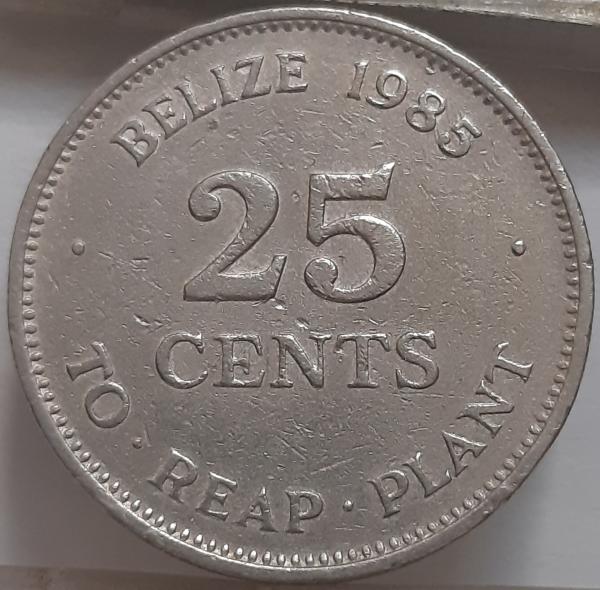 BELIZE 1985
25
CENTS
TO · REAP · PLANT